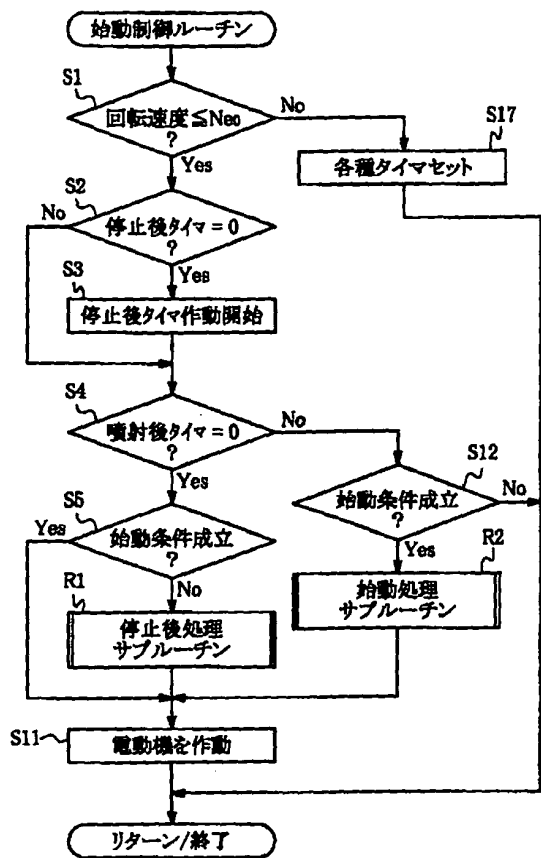 始動制御ルーチン
S1
回転速度≦Neo
?
No
Yes
S17
各種タイマセット
S2
No
停止後タイマ=0
?
Yes
S3
停止後タイマ作動開始
S4
噴射後タイマ=0
?
No
Yes
S12
始動条件成立
?
No
Yes
S5
Yes
始動条件成立
?
No
R1
停止後処理
サブルーチン
R2
始動処理
サブルーチン
S11
電動機を作動
リターン/終了